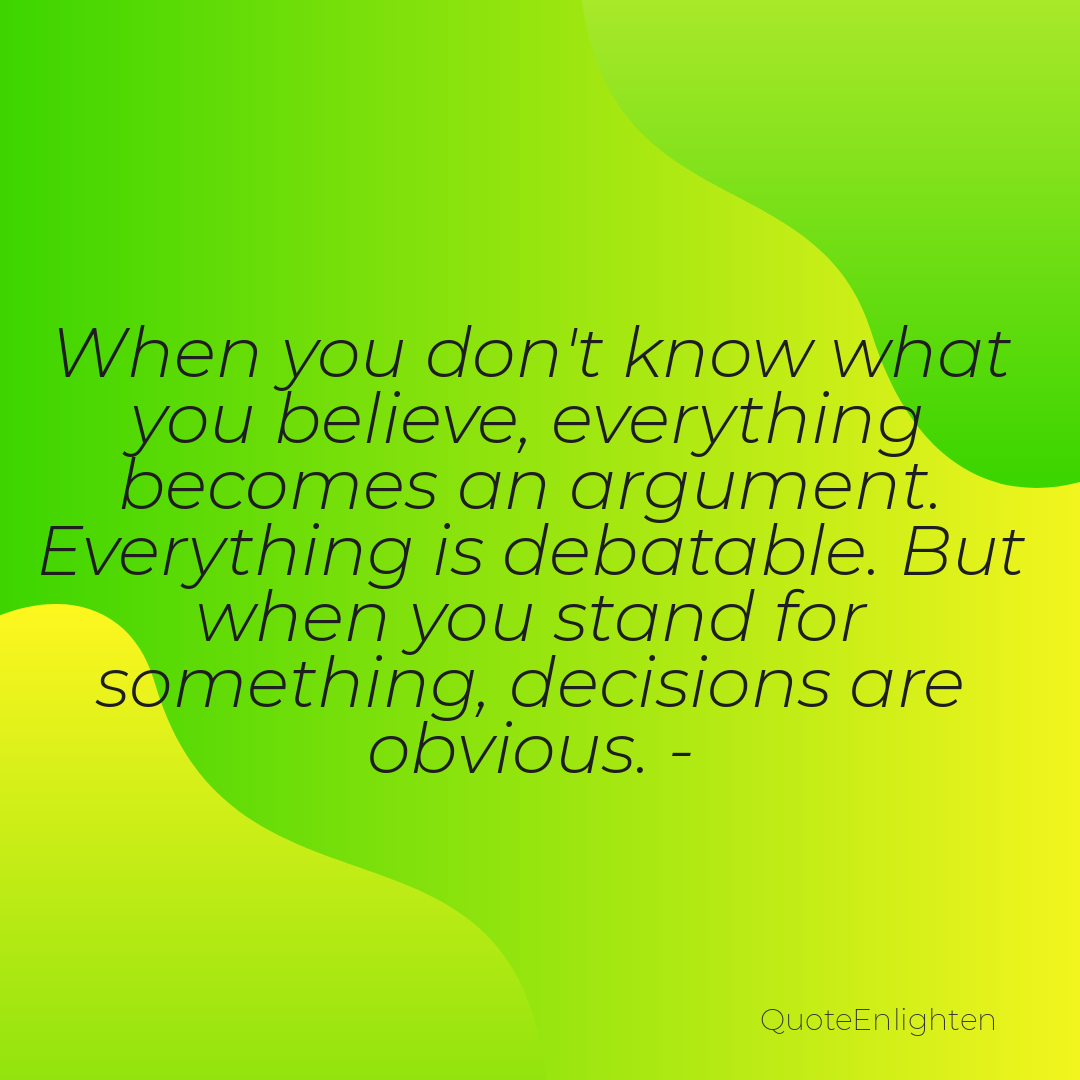 When you don't know what
you believe, everything
becomes an argument.
Everything is debatable. But
when you stand for
something, decisions are
obvious. -
QuoteEnlighten